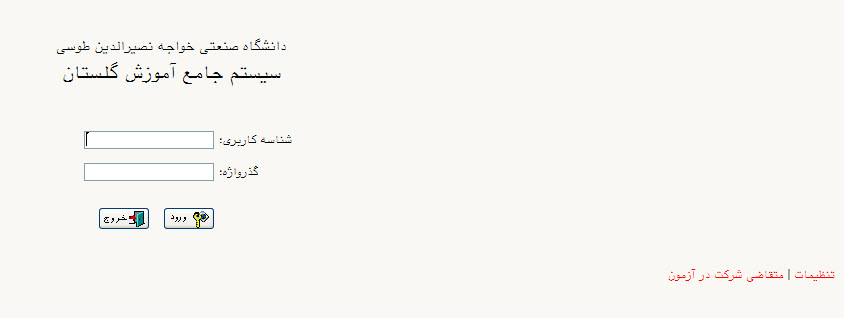 دانشگاه صنعتی خواجه نصیرالدین طوسی
سیستم جامع آموزش گلستان
شناسه کاربری:
گذرواژه:
ورود
خروج
تنظیمات | متقاضی شرکت در آزمون